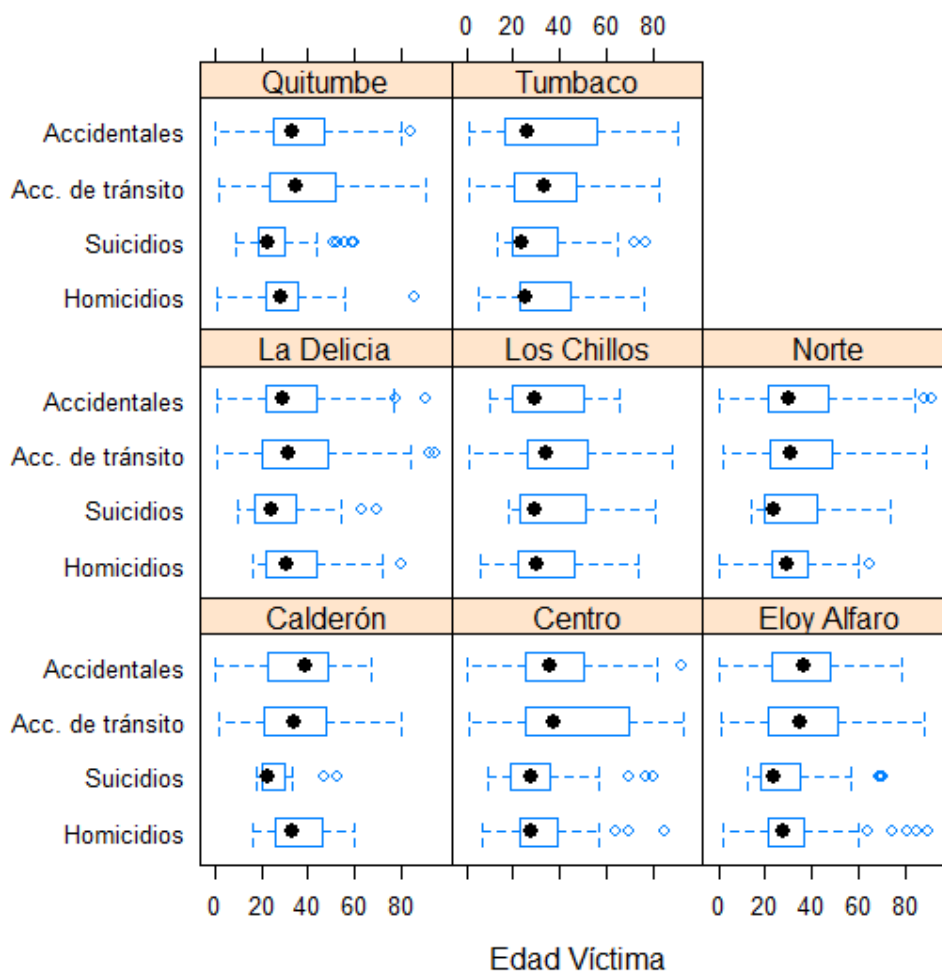 0 20 40 60 80
Quitumbe Tumbaco
Accidentales
Acc. de tránsito
Suicidios
Homicidios
La Delicia Los Chillos Norte
Accidentales
Acc. de tránsito
Suicidios
Homicidios
Calderón Centro Eloy Alfaro
Accidentales
Acc. de tránsito
Suicidios
Homicidios
0 20 40 60 80 0 20 40 60 80
Edad Víctima